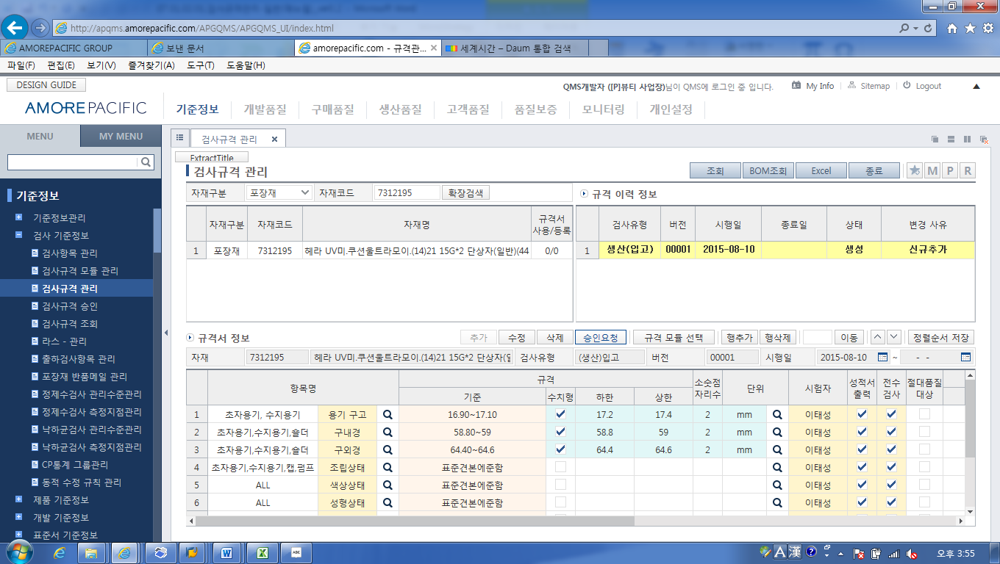 http://apqms.amorepacific.com/APGQMS/APGQMS_UI/index.html
AMOREPACIFIC GROUP 보낸 문서 amorepacific.com - 규격관... 세계시간 – Daum 통합 검색
파일(F) 편집(E) 보기(V) 즐겨찾기(A) 도구(T) 도움말(H)
DESIGN GUIDE
QMS개발자 ([P]뷰티 사업장)님이 QMS에 로그인 중 입니다. My Info Sitemap Logout
AMOREPACIFIC 기준정보 개발품질 구매품질 생산품질 고객품질 품질보증 모니터링 개인설정
MENU MY MENU
검사규격 관리
ExtractTitle
검사규격 관리 조회 BOM조회 Excel 종료 M P R
자재구분 포장재 자재코드 7312195 확장검색
규격 이력 정보
자재구분 자재코드 자재명 규격서 사용/등록
1 포장재 7312195 헤라 UV미.쿠션울트라모이.(14)21 15G*2 단상자(일반)(44 0/0
검사유형 버전 시행일 종료일 상태 변경 사유
1 생산(입고) 00001 2015-08-10 생성 신규추가
기준정보
기준정보관리
검사 기준정보
검사항목 관리
검사규격 모듈 관리
검사규격 관리
검사규격 승인
검사규격 조회
라스 - 관리
출하검사항목 관리
포장재 반품메일 관리
정제수검사 관리수준관리
정제수검사 측정지점관리
낙하균검사 관리수준관리
낙하균검사 측정지점관리
CP통계 그룹관리
동적 수정 규칙 관리
제품 기준정보
개발 기준정보
표준서 기준정보
규격서 정보 추가 수정 삭제 승인요청 규격 모듈 선택 행추가 행삭제 이동 정렬순서 저장
자재 7312195 헤라 UV미.쿠션울트라모이.(14)21 15G*2 단상자(일 검사유형 (생산)입고 버전 00001 시행일 2015-08-10 ~ - -
항목명 규격 소숫점 자리수 단위 시험자 성적서 출력 전수 검사 절대품질 대상
기준 수치형 하한 상한
1 초자용기, 수지용기 용기 구고 16.90~17.10 17.2 17.4 2 mm 이태성
2 초자용기,수지용기,숄더 구내경 58.80~59 58.8 59 2 mm 이태성
3 초자용기,수지용기,숄더 구외경 64.40~64.6 64.4 64.6 2 mm 이태성
4 초자용기,수지용기,캡,펌프 조립상태 표준견본에준함 이태성
5 ALL 색상상태 표준견본에준함 이태성
6 ALL 성형상태 표준견본에준함 이태성
A 漢 오후 3:55